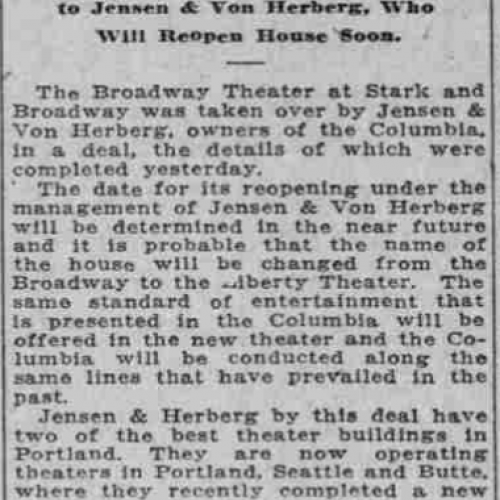 to Jensen & Von Herberg, Who
Will Reopen House Soon.
The Broadway Theater at Stark and
Broadway was taken over by Jensen &
Von Herberg, owners of the Columbia,
in a deal, the details of which were
completed yesterday.
The date for its reopening under the
management of Jensen & Von Herberg
will be determined in the near future
and it is probable that the name of
the house will be changed from the
Broadway to the Liberty Theater. The
same standard of entertainment that
is presented in the Columbia will be
offered in the new theater and the Co-
lumbia will be conducted along the
same lines that have prevailed in the
past.
Jensen & Herberg by this deal have
two of the best theater buildings in
Portland. They are now operating
theaters in Portland, Seattle and Butte,
where they recently completed a new